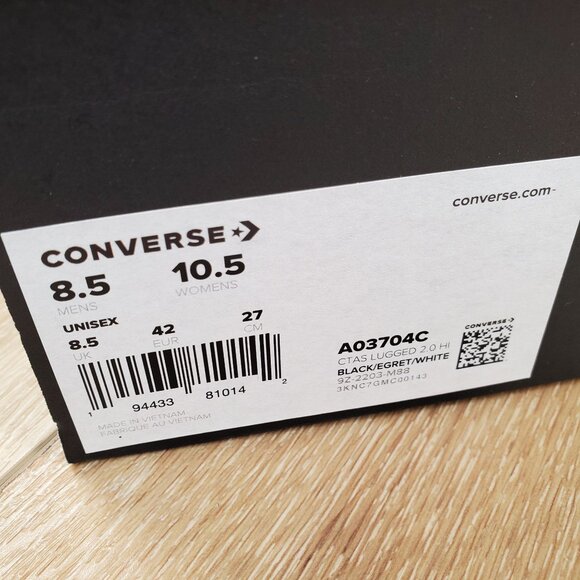 converse.com
CONVERSE
8.5 10.5
MENS WOMENS
UNISEX
8.5 42 27
UK EUR CM
1 94433 81014 2
MADE IN VIETNAM
FABRIQUE AU VIETNAM
CONVERSE
A03704C
CTAS LUGGED 2.0 HI
BLACK/EGRET/WHITE
9Z-2203-M88
3KNC7GMC00143